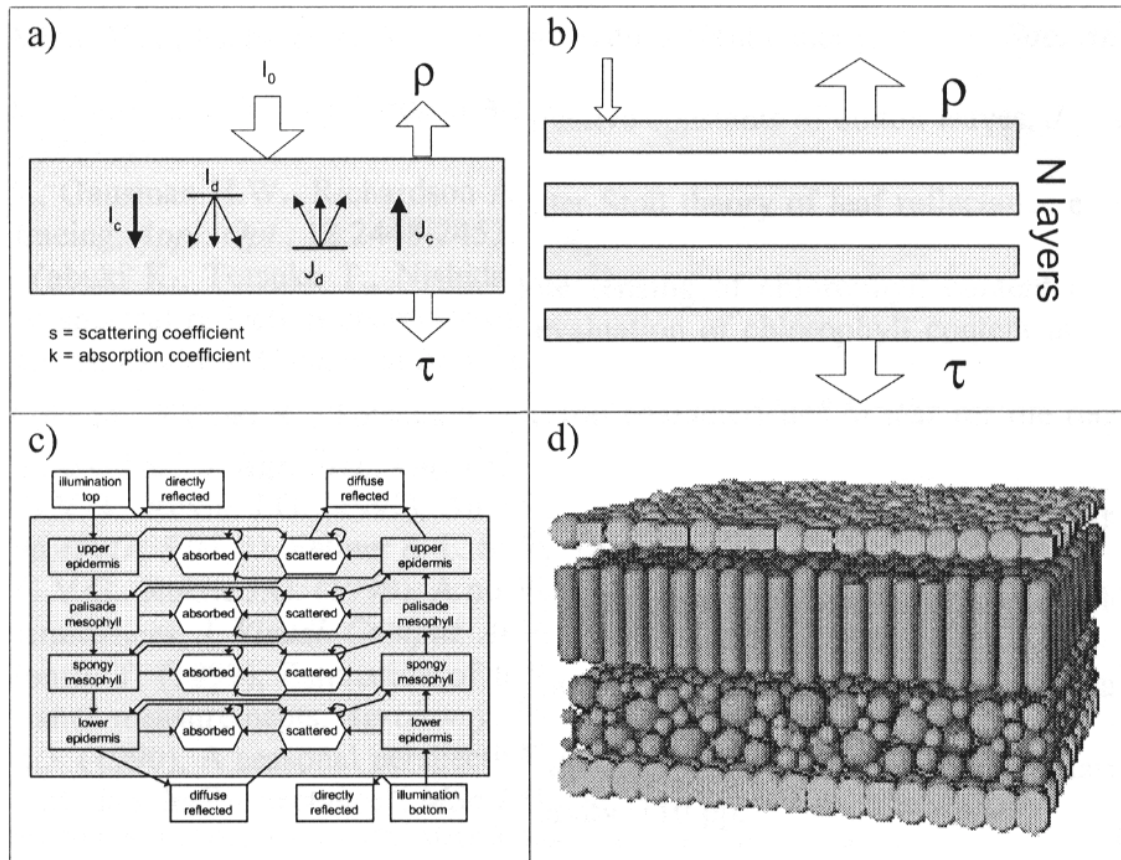 a)
I0
ρ
Id
Ic
Jd
Jc
s = scattering coefficient
k = absorption coefficient
τ
b)
ρ
N layers
τ
c)
illumination
top
directly
reflected
diffuse
reflected
upper
epidermis
absorbed
scattered
upper
epidermis
palisade
mesophyll
absorbed
scattered
palisade
mesophyll
spongy
mesophyll
absorbed
scattered
spongy
mesophyll
lower
epidermis
absorbed
scattered
lower
epidermis
diffuse
reflected
directly
reflected
illumination
bottom
d)